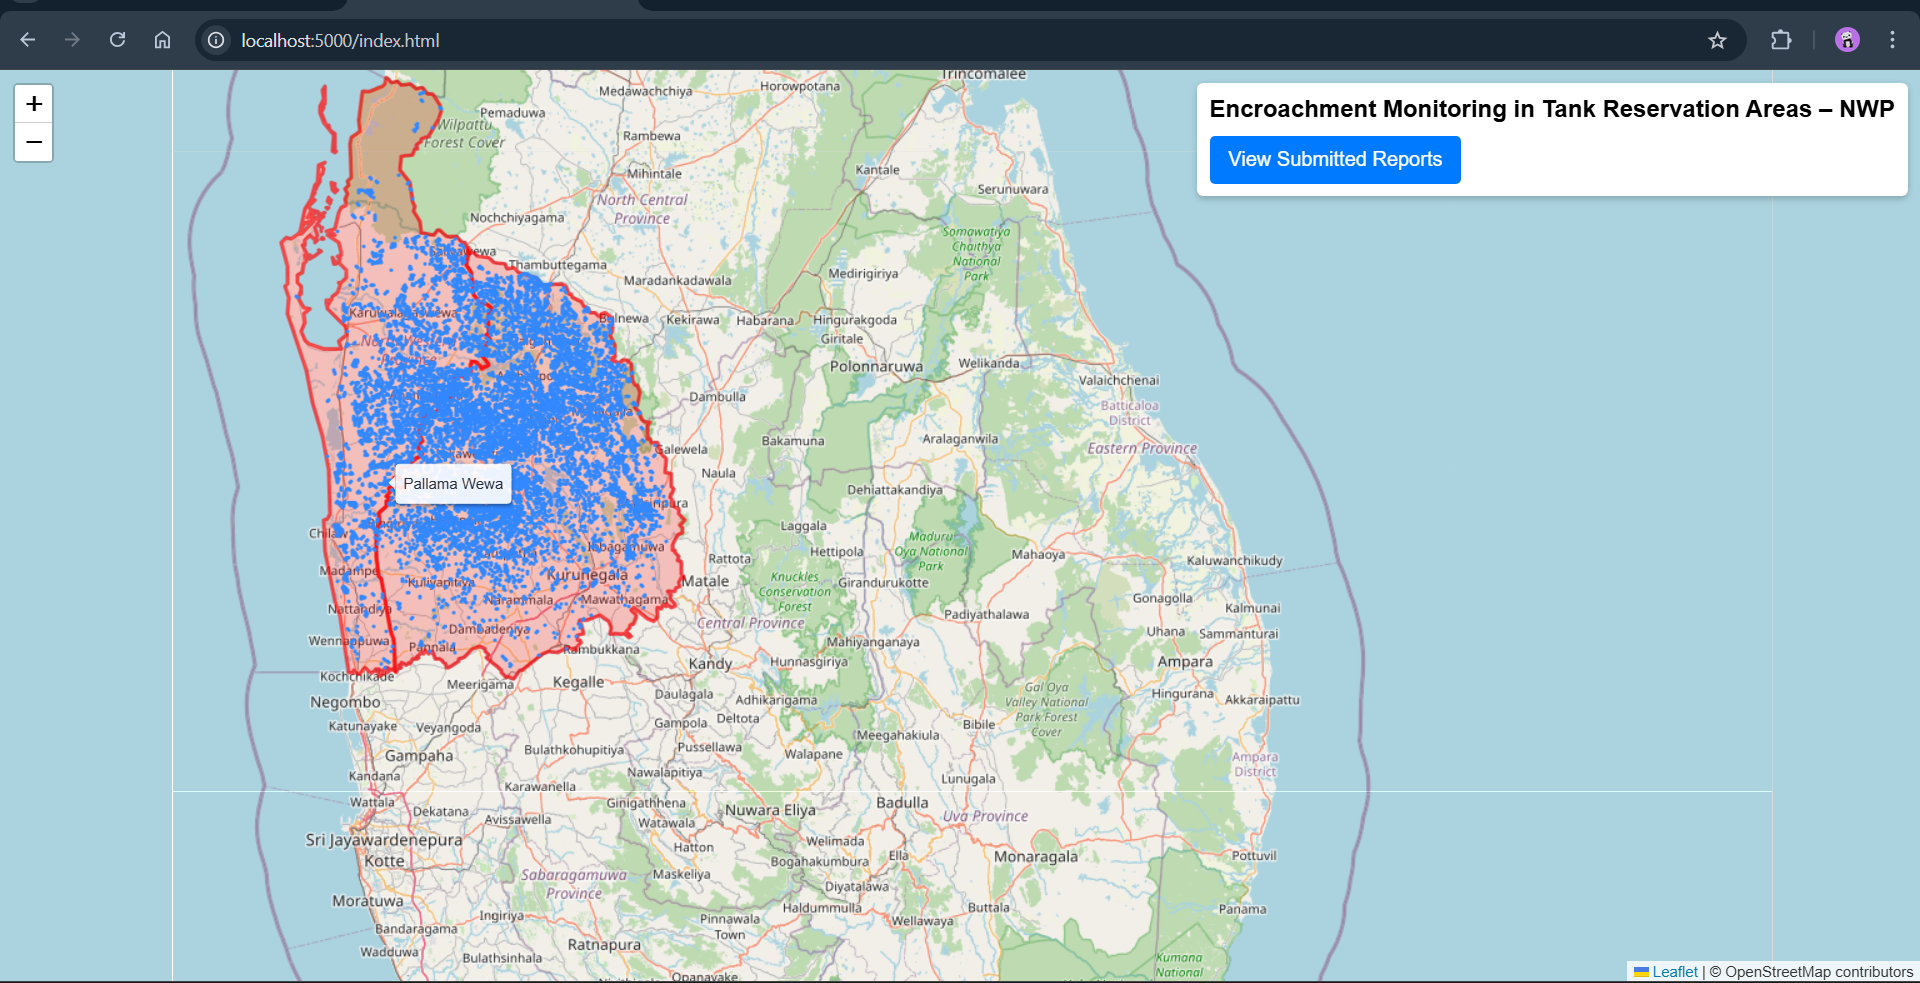 localhost:5000/index.html
+
−
Encroachment Monitoring in Tank Reservation Areas – NWP
View Submitted Reports
Trincomalee
Horowpotana
Medawachchiya
Pemaduwa
Wilpattu
Forest Cover
Rambewa
Kantale
Mihintale
Serunuwara
North Central
Province
Nochchiyagama
Somawatiya
Chaithya
National
Park
Thambuttegama
Medirigiriya
Maradankadawala
Karuwalagaswewa
Kekirawa
Habarana
Hingurakgoda
Giritale
Polonnaruwa
Welikanda
Valaichchenai
Dambulla
Batticaloa
District
Bakamuna
Aralaganwila
Galewela
Eastern Province
Naula
Pallama Wewa
Dehiattakandiya
Laggala
Chilaw
Maduru
Oya National
Park
Ibbagamuwa
Hettipola
Mahaoya
Rattota
Kaluwanchikudy
Madampe
Kuliyapitiya
Kurunegala
Matale
Knuckles
Conservation
Forest
Girandurukotte
Narammala
Mawathagama
Gonagolla
Kalmunai
Nattandiya
Padiyathalawa
Central Province
Dambadeniya
Uhana
Sammanturai
Wennappuwa
Pannala
Rambukkana
Mahiyanganaya
Kandy
Hunnasgiriya
Ampara
Kochchikade
Meerigama
Kegalle
Daulagala
Gal Oya
Valley National
Park Forest
Cover
Hingurana
Akkaraipattu
Negombo
Adhikarigama
Katunayake
Veyangoda
Gampola
Deltota
Bibile
Meegahakiula
Gampaha
Bulathkohupitiya
Pussellawa
Walapane
Ampara
District
Kandana
Nawalapitiya
Lunugala
Karawanella
Wattala
Dekatana
Ginigathhena
Nuwara Eliya
Badulla
Avissawella
Watawala
Uva Province
Sri Jayawardenepura
Kotte
Hatton
Welimada
Ella
Bogahakumbura
Monaragala
Pottuvil
Sabaragamuwa
Province
Maskeliya
Diyatalawa
Moratuwa
Haldummulla
Buttala
Panama
Ingiriya
Pinnawala
Town
Wellawaya
Bandaragama
Ratnapura
Wadduwa
Bulathsinhala
Kumana
National
Opanayake
Leaflet | © OpenStreetMap contributors